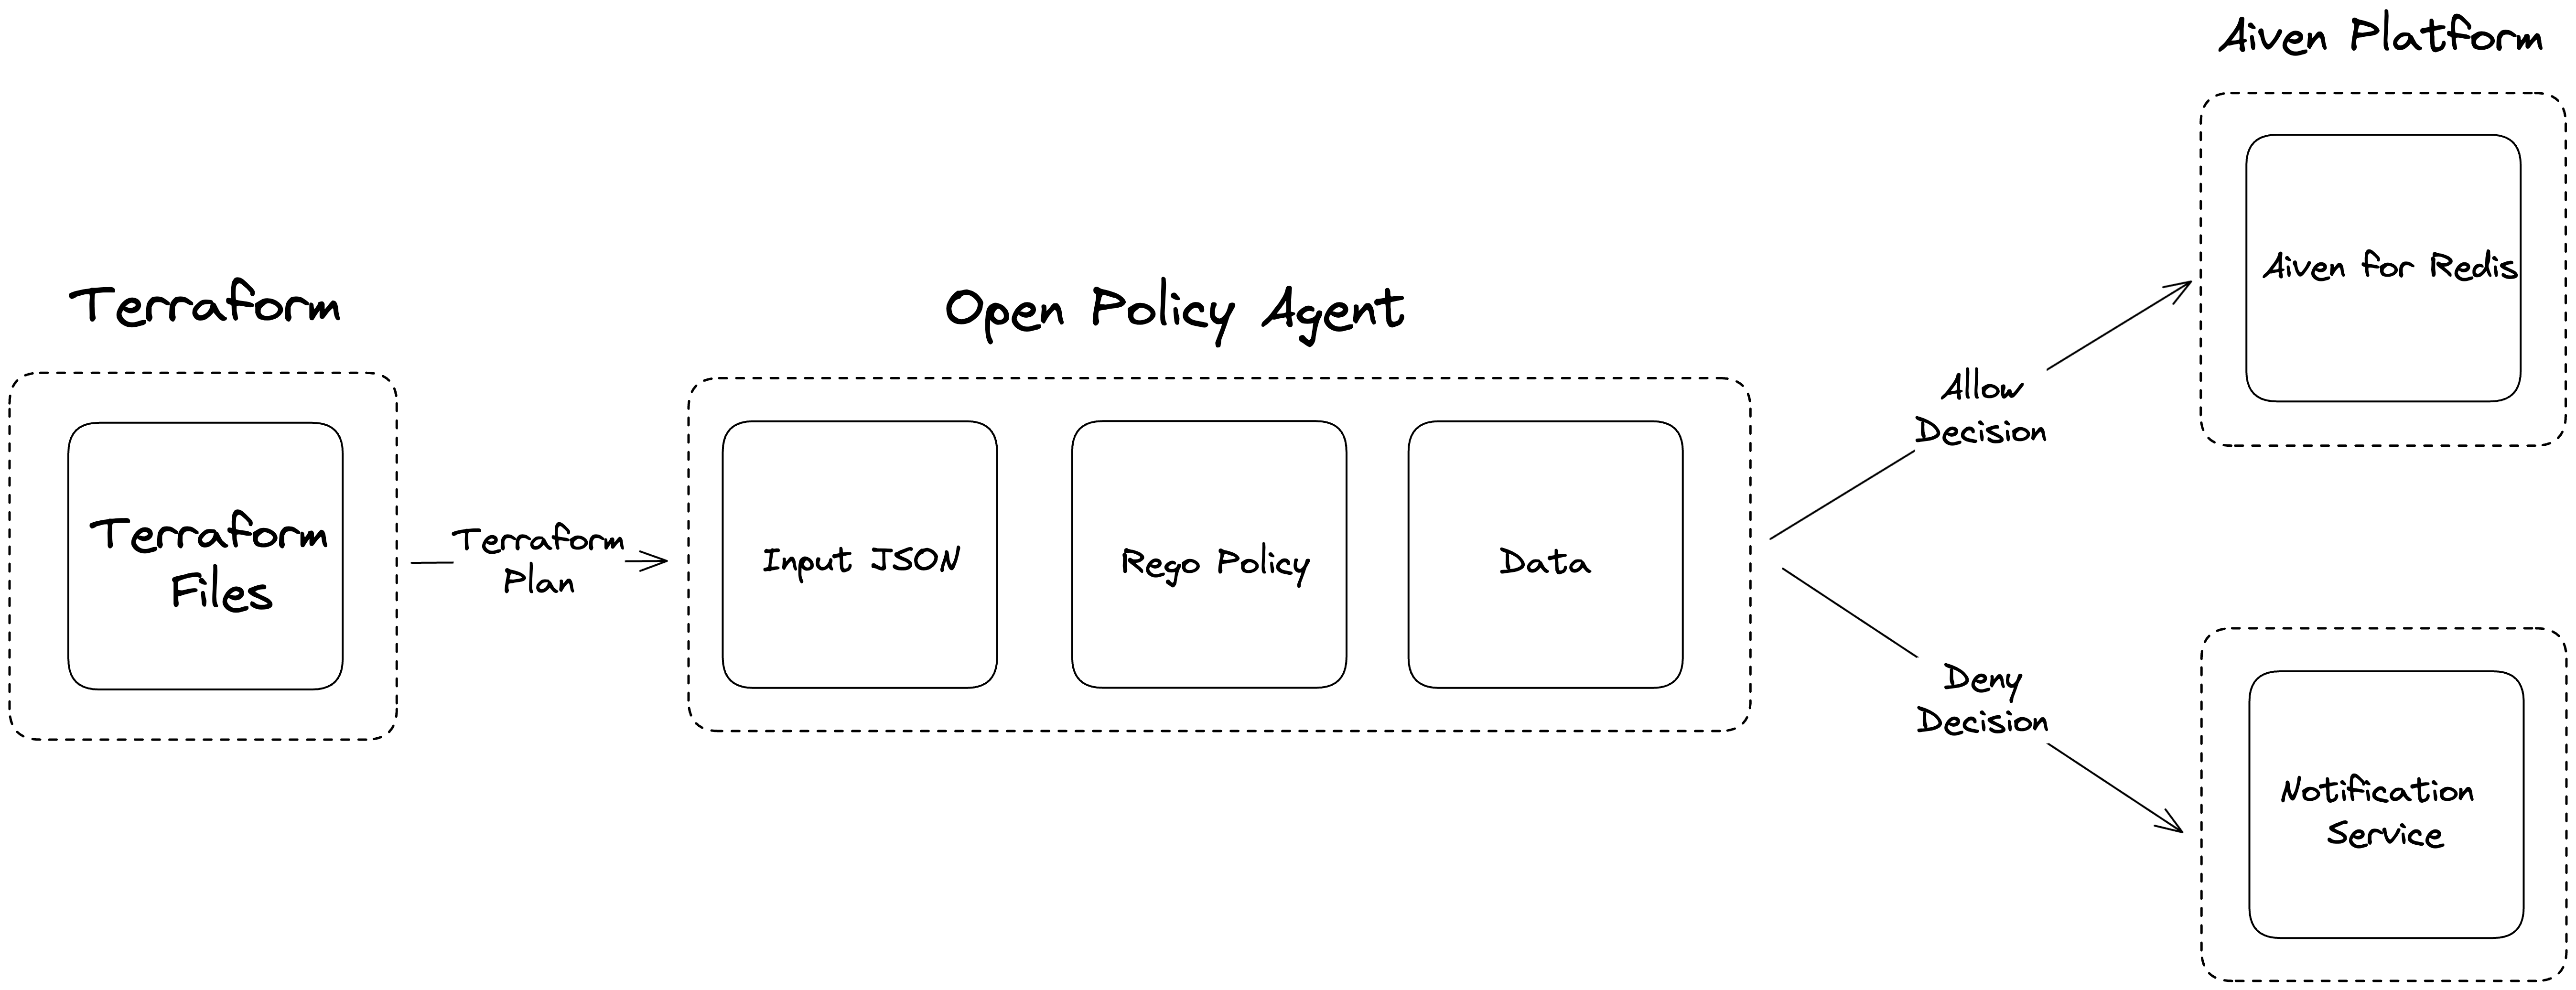 Terraform
Terraform
Files
Terraform
Plan
Open Policy Agent
Input JSON
Rego Policy
Data
Allow
Decision
Deny
Decision
Aiven Platform
Aiven for Redis
Notification
Service